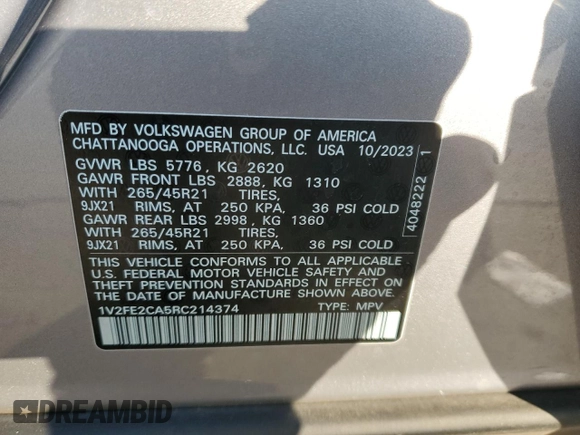 MFD BY VOLKSWAGEN GROUP OF AMERICA
CHATTANOOGA OPERATIONS, LLC. USA 10/2023
GVWR LBS 5776, KG 2620
GAWR FRONT LBS 2888, KG 1310
WITH 265/45R21 TIRES,
9JX21 RIMS, AT 250 KPA, 36 PSI COLD
GAWR REAR LBS 2998, KG 1360
WITH 265/45R21 TIRES,
9JX21 RIMS, AT 250 KPA, 36 PSI COLD
THIS VEHICLE CONFORMS TO ALL APPLICABLE
U.S. FEDERAL MOTOR VEHICLE SAFETY AND
THEFT PREVENTION STANDARDS IN EFFECT ON
THE DATE OF MANUFACTURE SHOWN ABOVE.
1V2FE2CA5RC214374 TYPE: MPV
4048222
DREAMBID